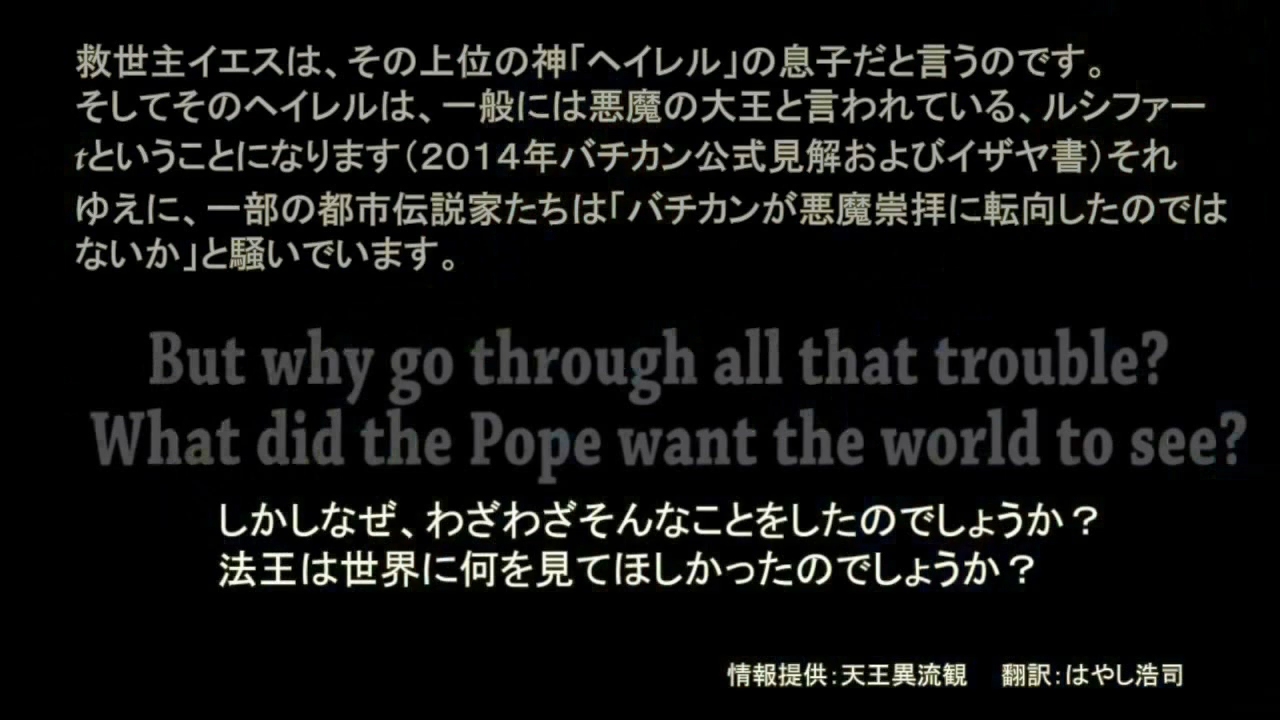 救世主イエスは、その上位の神「ヘイレル」の息子だと言うのです。
そしてそのヘイレルは、一般には悪魔の大王と言われている、ルシファー
tということになります（２０１４年バチカン公式見解およびイザヤ書）それ
ゆえに、一部の都市伝説家たちは「バチカンが悪魔崇拝に転向したのでは
ないか」と騒いでいます。
But why go through all that trouble?
What did the Pope want the world to see?
しかしなぜ、わざわざそんなことをしたのでしょうか？
法王は世界に何を見てほしかったのでしょうか？
情報提供：天王異流観　翻訳：はやし浩司